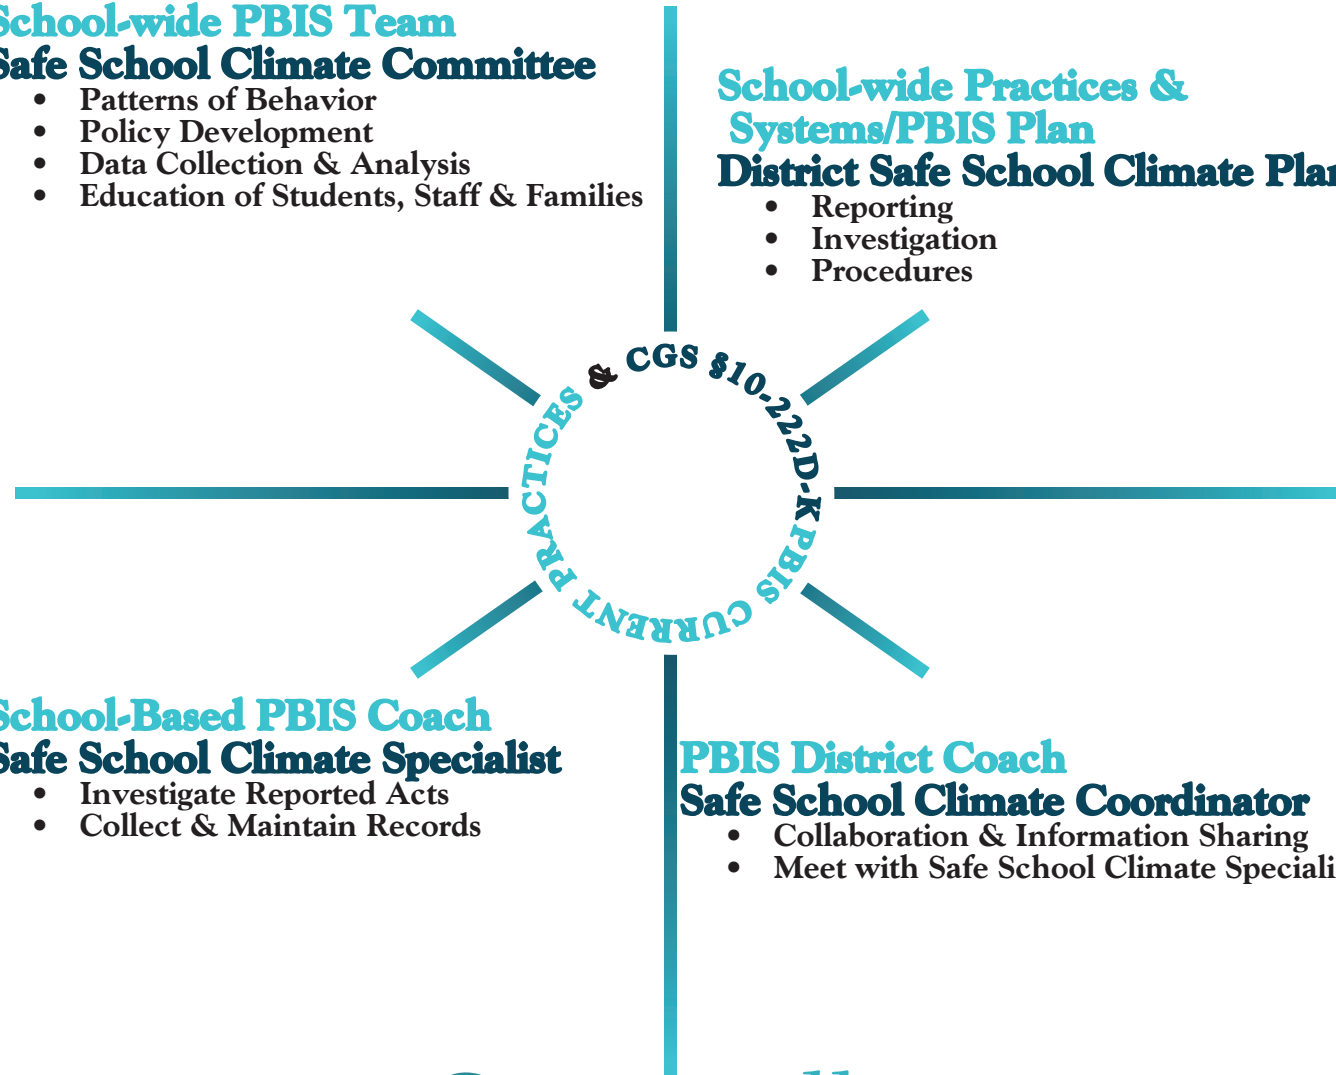 School-wide PBIS Team
Safe School Climate Committee
• Patterns of Behavior
• Policy Development
• Data Collection & Analysis
• Education of Students, Staff & Families
School-wide Practices &
Systems/PBIS Plan
District Safe School Climate Plan
• Reporting
• Investigation
• Procedures
PBIS CURRENT PRACTICES & CGS §10-222D-K
School-Based PBIS Coach
Safe School Climate Specialist
• Investigate Reported Acts
• Collect & Maintain Records
PBIS District Coach
Safe School Climate Coordinator
• Collaboration & Information Sharing
• Meet with Safe School Climate Speciali